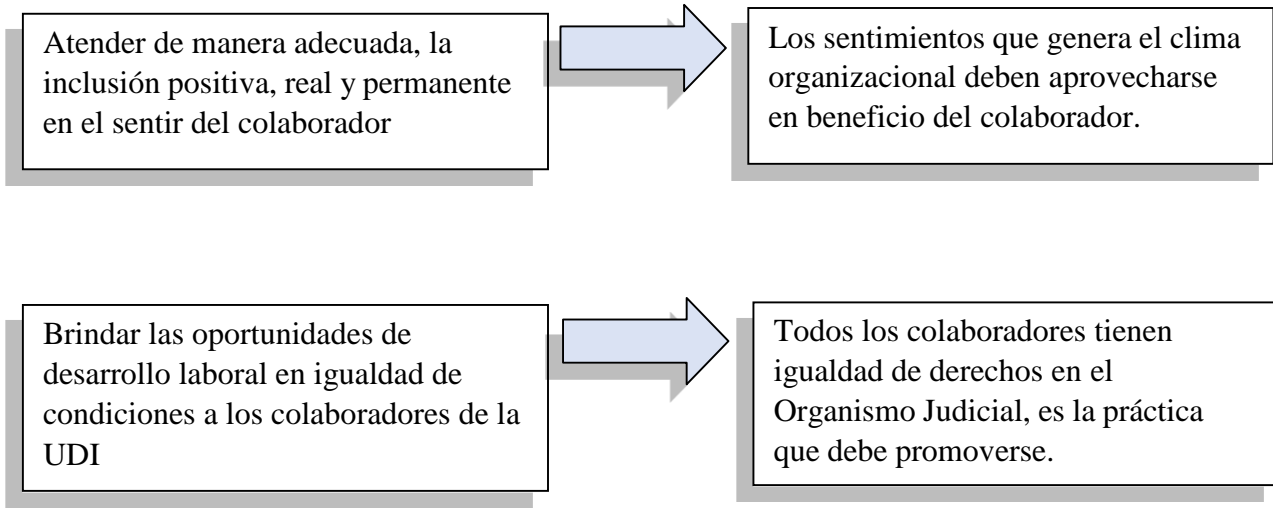 Atender de manera adecuada, la
inclusión positiva, real y permanente
en el sentir del colaborador
Los sentimientos que genera el clima
organizacional deben aprovecharse
en beneficio del colaborador.
Brindar las oportunidades de
desarrollo laboral en igualdad de
condiciones a los colaboradores de la
UDI
Todos los colaboradores tienen
igualdad de derechos en el
Organismo Judicial, es la práctica
que debe promoverse.